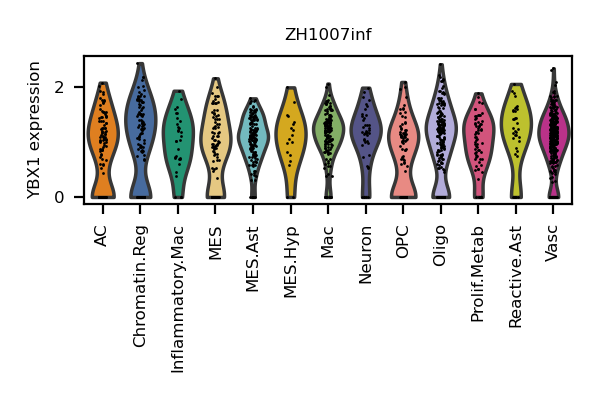 ZH1007inf
YBX1 expression
2
0
AC
Chromatin.Reg
Inflammatory.Mac
MES
MES.Ast
MES.Hyp
Mac
Neuron
OPC
Oligo
Prolif.Metab
Reactive.Ast
Vasc